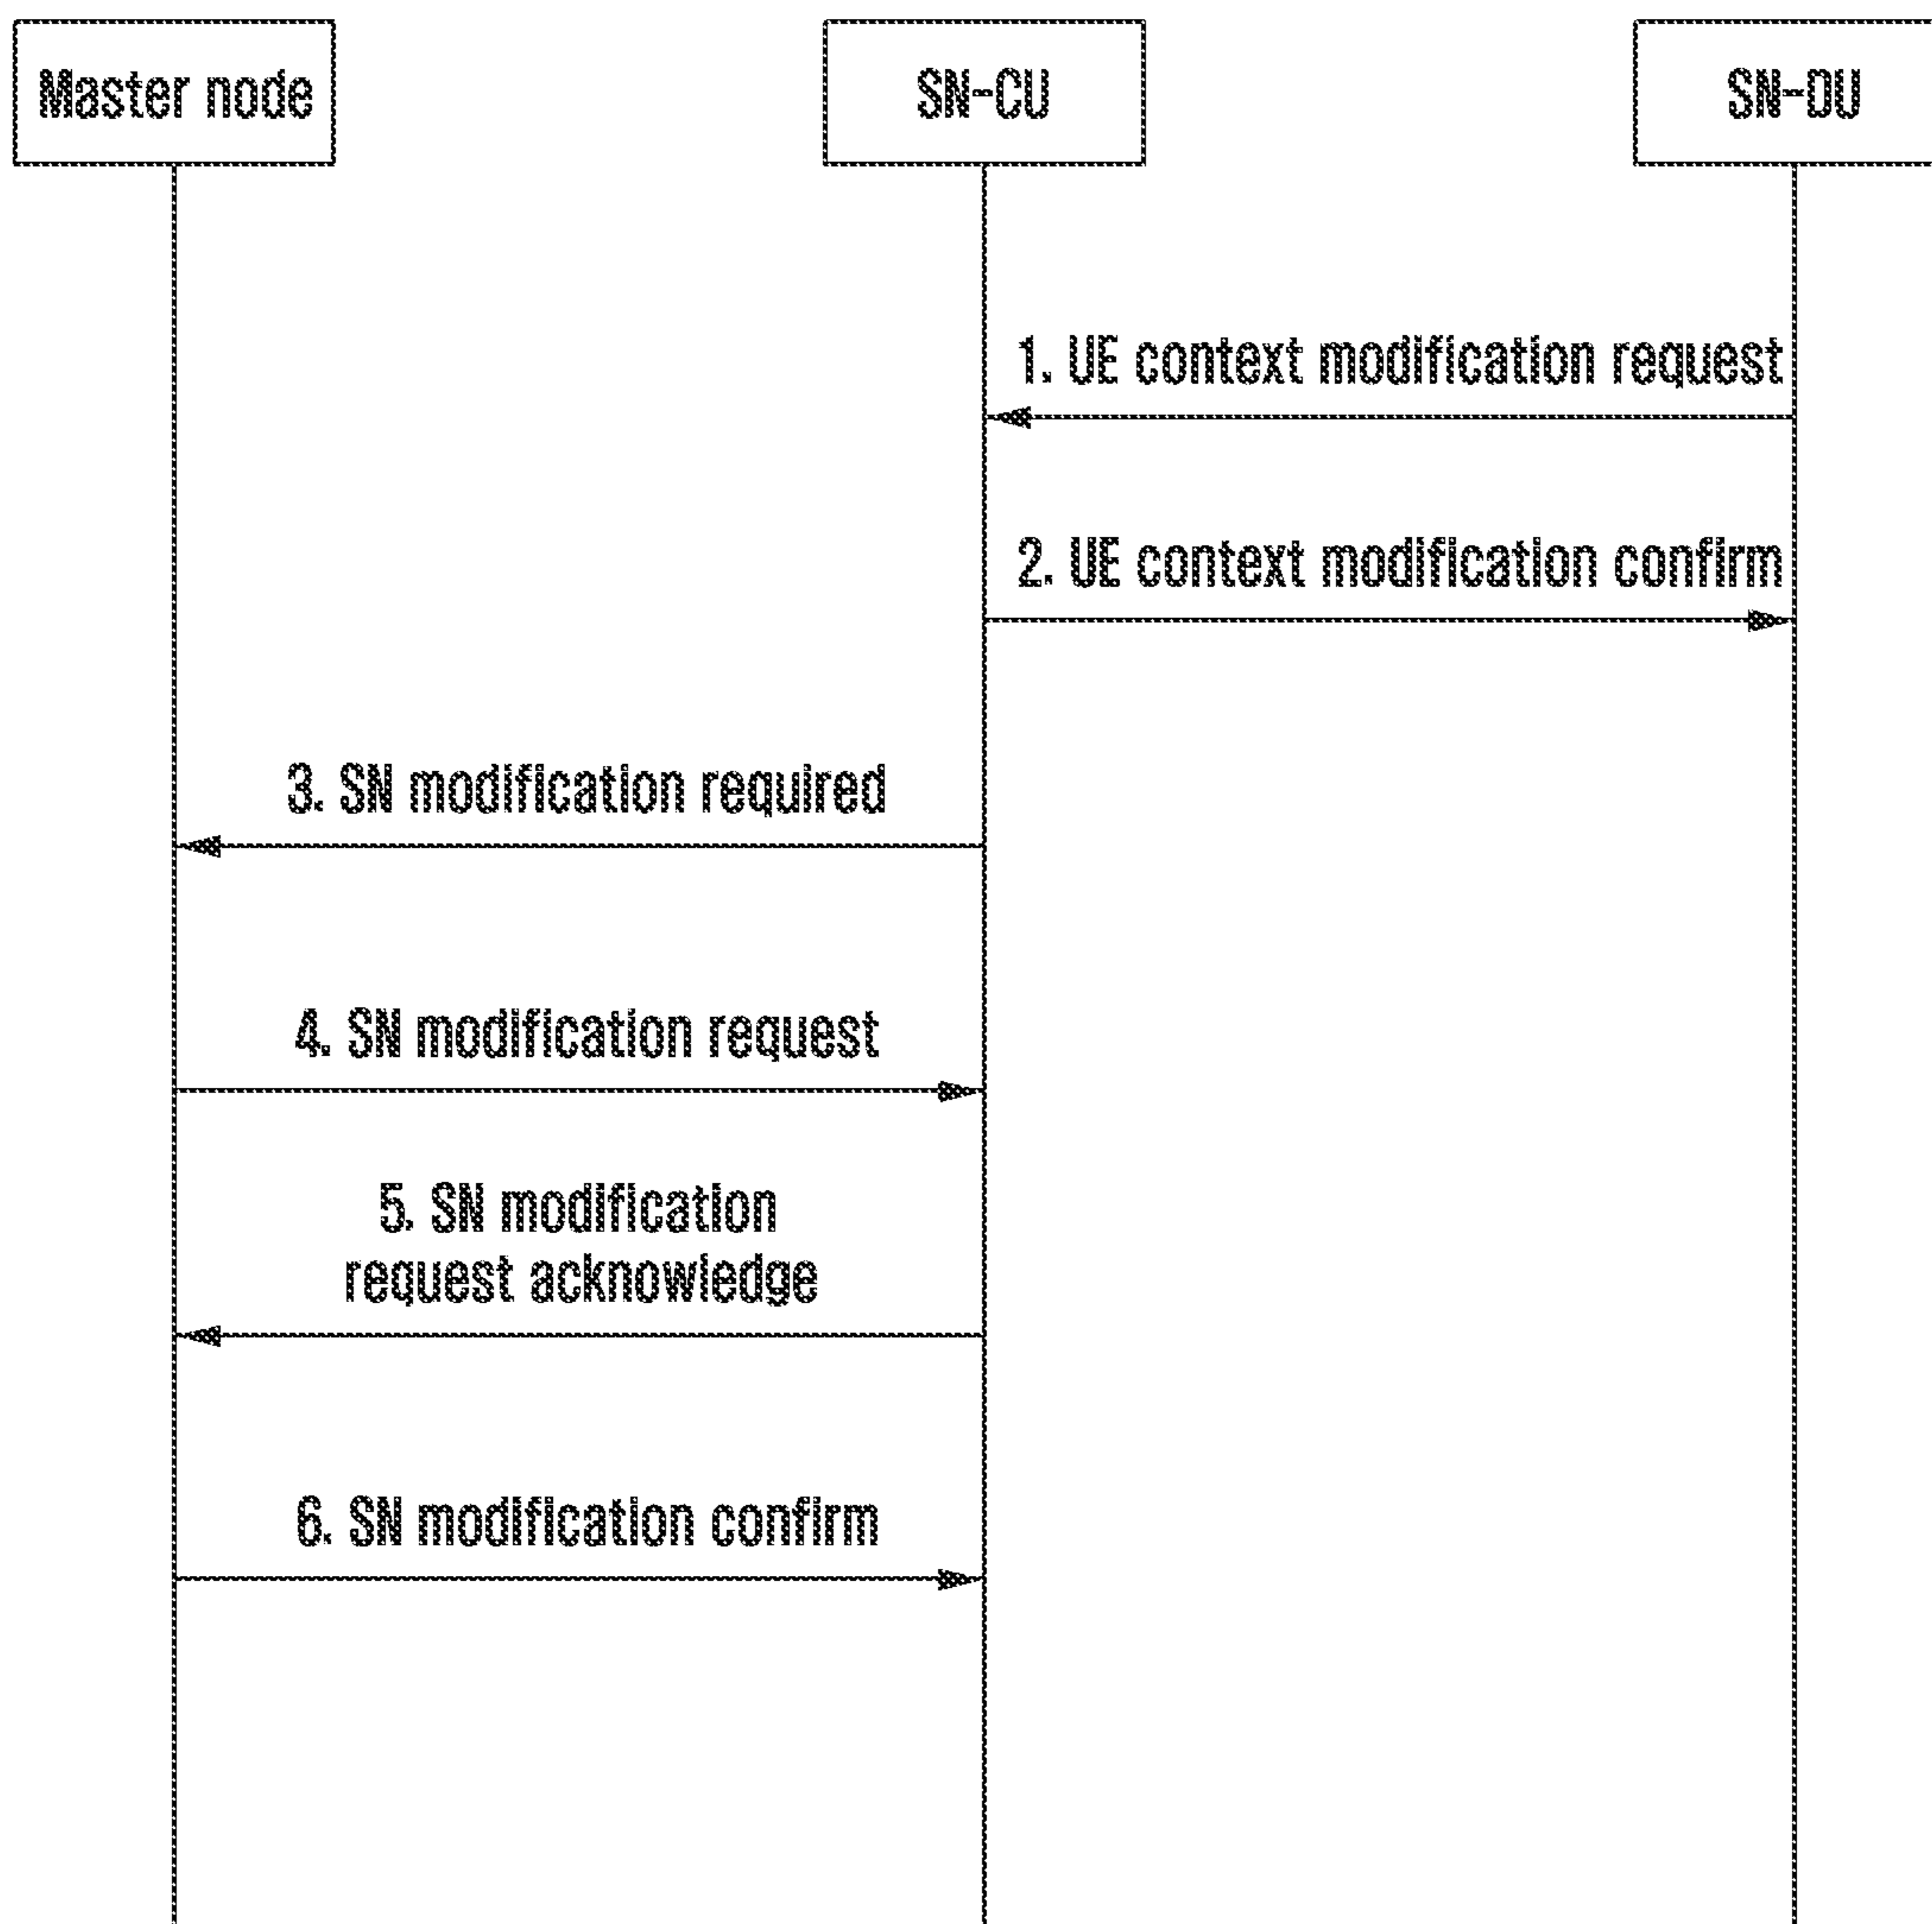 Master node
SN-CU
SN-DU
1. UE context modification request
2. UE context modification confirm
3. SN modification required
4. SN modification request
5. SN modification
request acknowledge
6. SN modification confirm